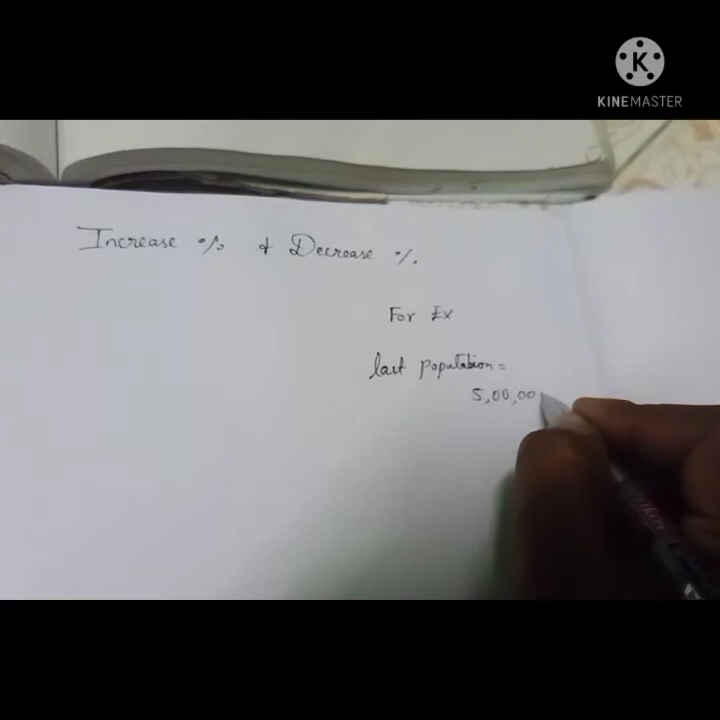 K
KINEMASTER
Increase % & Decrease %.
For Ex
last population =
5,00,00